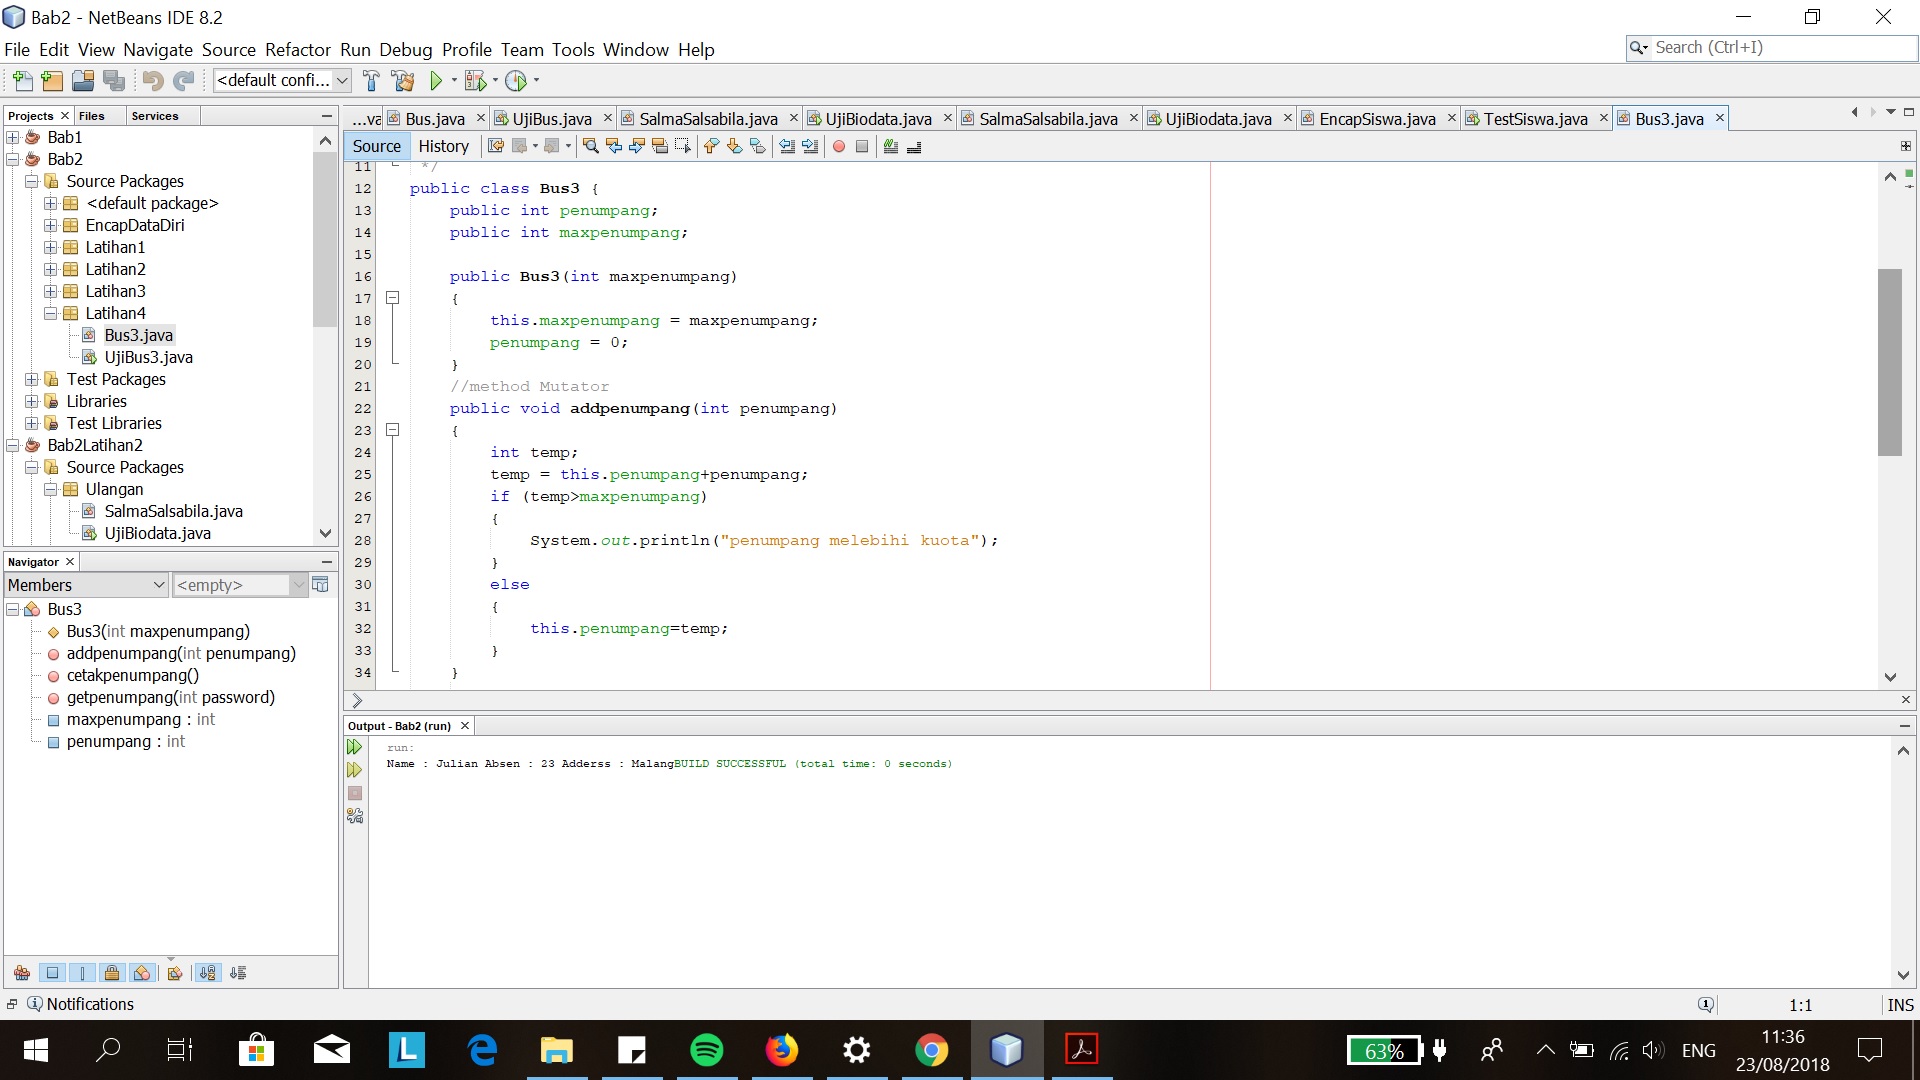 Bab2 - NetBeans IDE 8.2
File Edit View Navigate Source Refactor Run Debug Profile Team Tools Window Help
Search (Ctrl+I)
<default confi...
Projects Files Services
Bab1
Bab2
Source Packages
<default package>
EncapDataDiri
Latihan1
Latihan2
Latihan3
Latihan4
Bus3.java
UjiBus3.java
Test Packages
Libraries
Test Libraries
Bab2Latihan2
Source Packages
Ulangan
SalmaSalsabila.java
UjiBiodata.java
Navigator
Members <empty>
Bus3
Bus3(int maxpenumpang)
addpenumpang(int penumpang)
cetakpenumpang()
getpenumpang(int password)
maxpenumpang : int
penumpang : int
...va Bus.java UjiBus.java SalmaSalsabila.java UjiBiodata.java SalmaSalsabila.java UjiBiodata.java EncapSiswa.java TestSiswa.java Bus3.java
Source History
11 */
12 public class Bus3 {
13 public int penumpang;
14 public int maxpenumpang;
15
16 public Bus3(int maxpenumpang)
17 {
18 this.maxpenumpang = maxpenumpang;
19 penumpang = 0;
20 }
21 //method Mutator
22 public void addpenumpang(int penumpang)
23 {
24 int temp;
25 temp = this.penumpang+penumpang;
26 if (temp>maxpenumpang)
27 {
28 System.out.println("penumpang melebihi kuota");
29 }
30 else
31 {
32 this.penumpang=temp;
33 }
34 }
Output - Bab2 (run)
run:
Name : Julian Absen : 23 Adderss : MalangBUILD SUCCESSFUL (total time: 0 seconds)
Notifications
1:1 INS
63%
ENG
11:36
23/08/2018